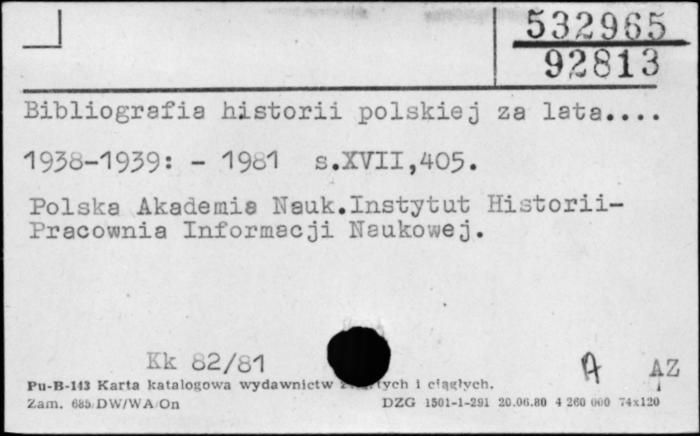 532965
92813
Bibliografia historii polskiej za lata....
1938-1939: - 1981 s.XVII,405.
Polska Akademia Nauk.Instytut Historii-
Pracownia Informacji Naukowej.
Kk 82/81 A AZ
Pu-B-143 Karta katalogowa wydawnictw i ciągłych.
Zam. 685/DW/WA/On DZG 1501-1-291 20.06.80 4 260 000 74x120